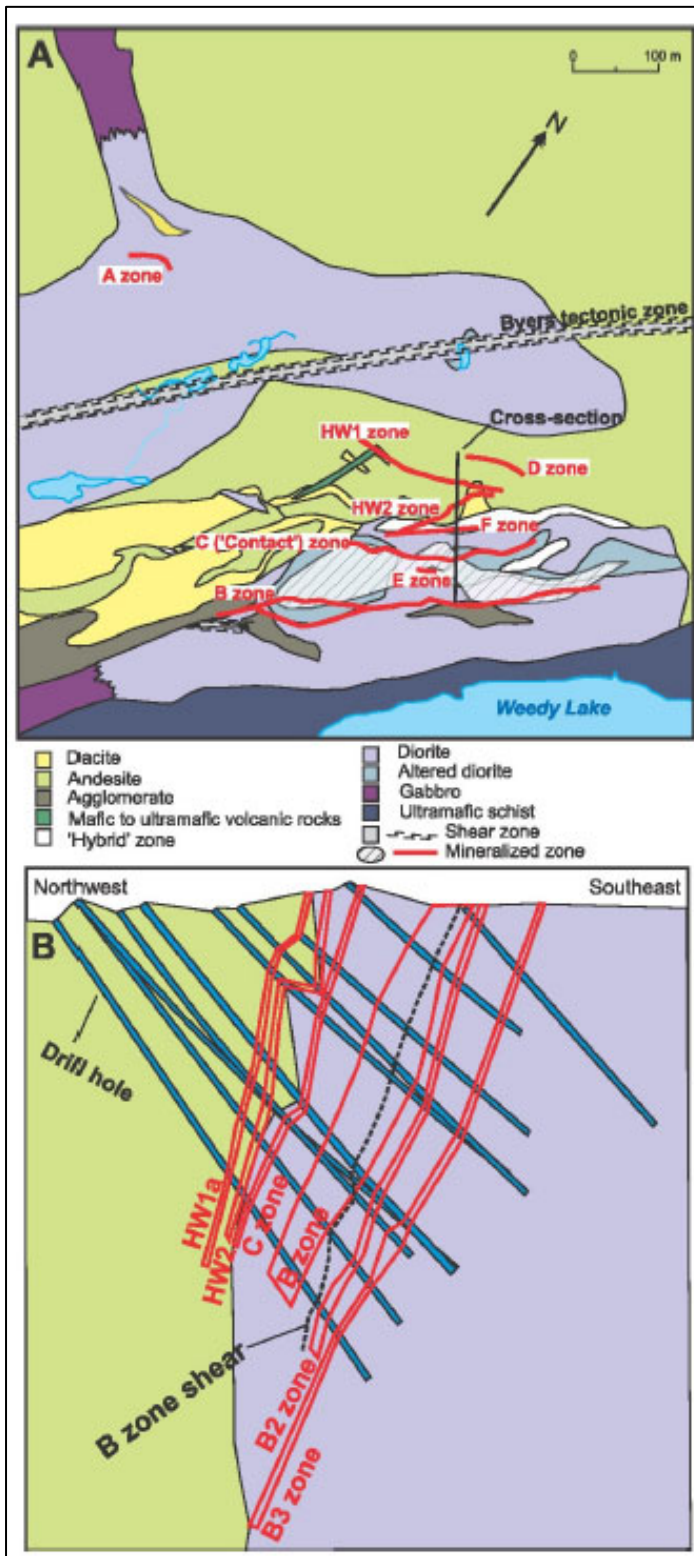 A
0 100 m
N
A zone
Byers tectonic zone
Cross-section
HW1 zone
D zone
HW2 zone
F zone
C ('Contact') zone
E zone
B zone
Weedy Lake
Diacite
Andesite
Agglomerate
Mafic to ultramafic volcanic rocks
'Hybrid' zone
Diorite
Altered diorite
Gabbro
Ultramafic schist
Shear zone
Mineralized zone
Northwest
Southeast
B
Drifl hole
HW1a
HW2
C zone
B zone
B zone shear
B2 zone
B3 zone